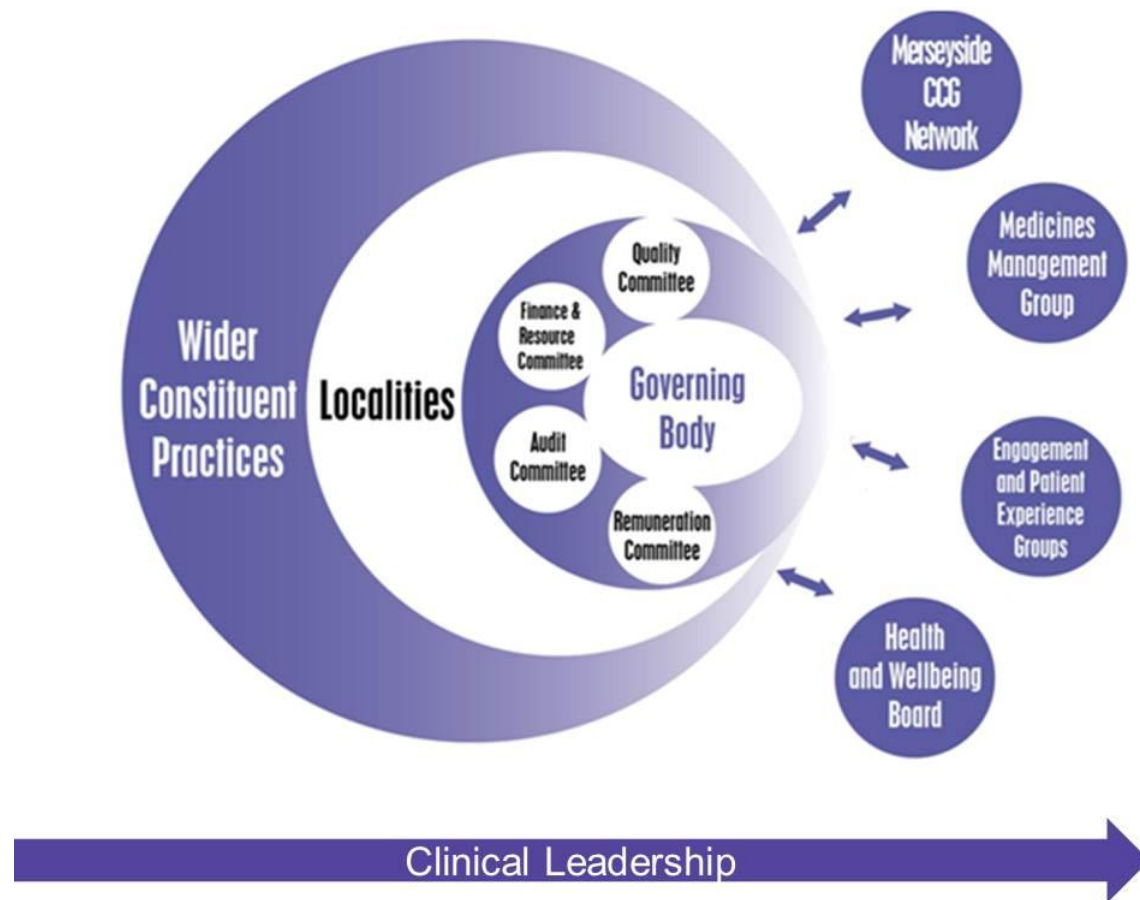 Merseyside
CCG
Network
Medicines
Management
Group
Quality
Committee
Finance &
Resource
Committee
Wider
Constituent
Practices
Localities
Governing
Body
Audit
Committee
Remuneration
Committee
Engagement
and Patient
Experience
Groups
Health
and Wellbeing
Board
Clinical Leadership